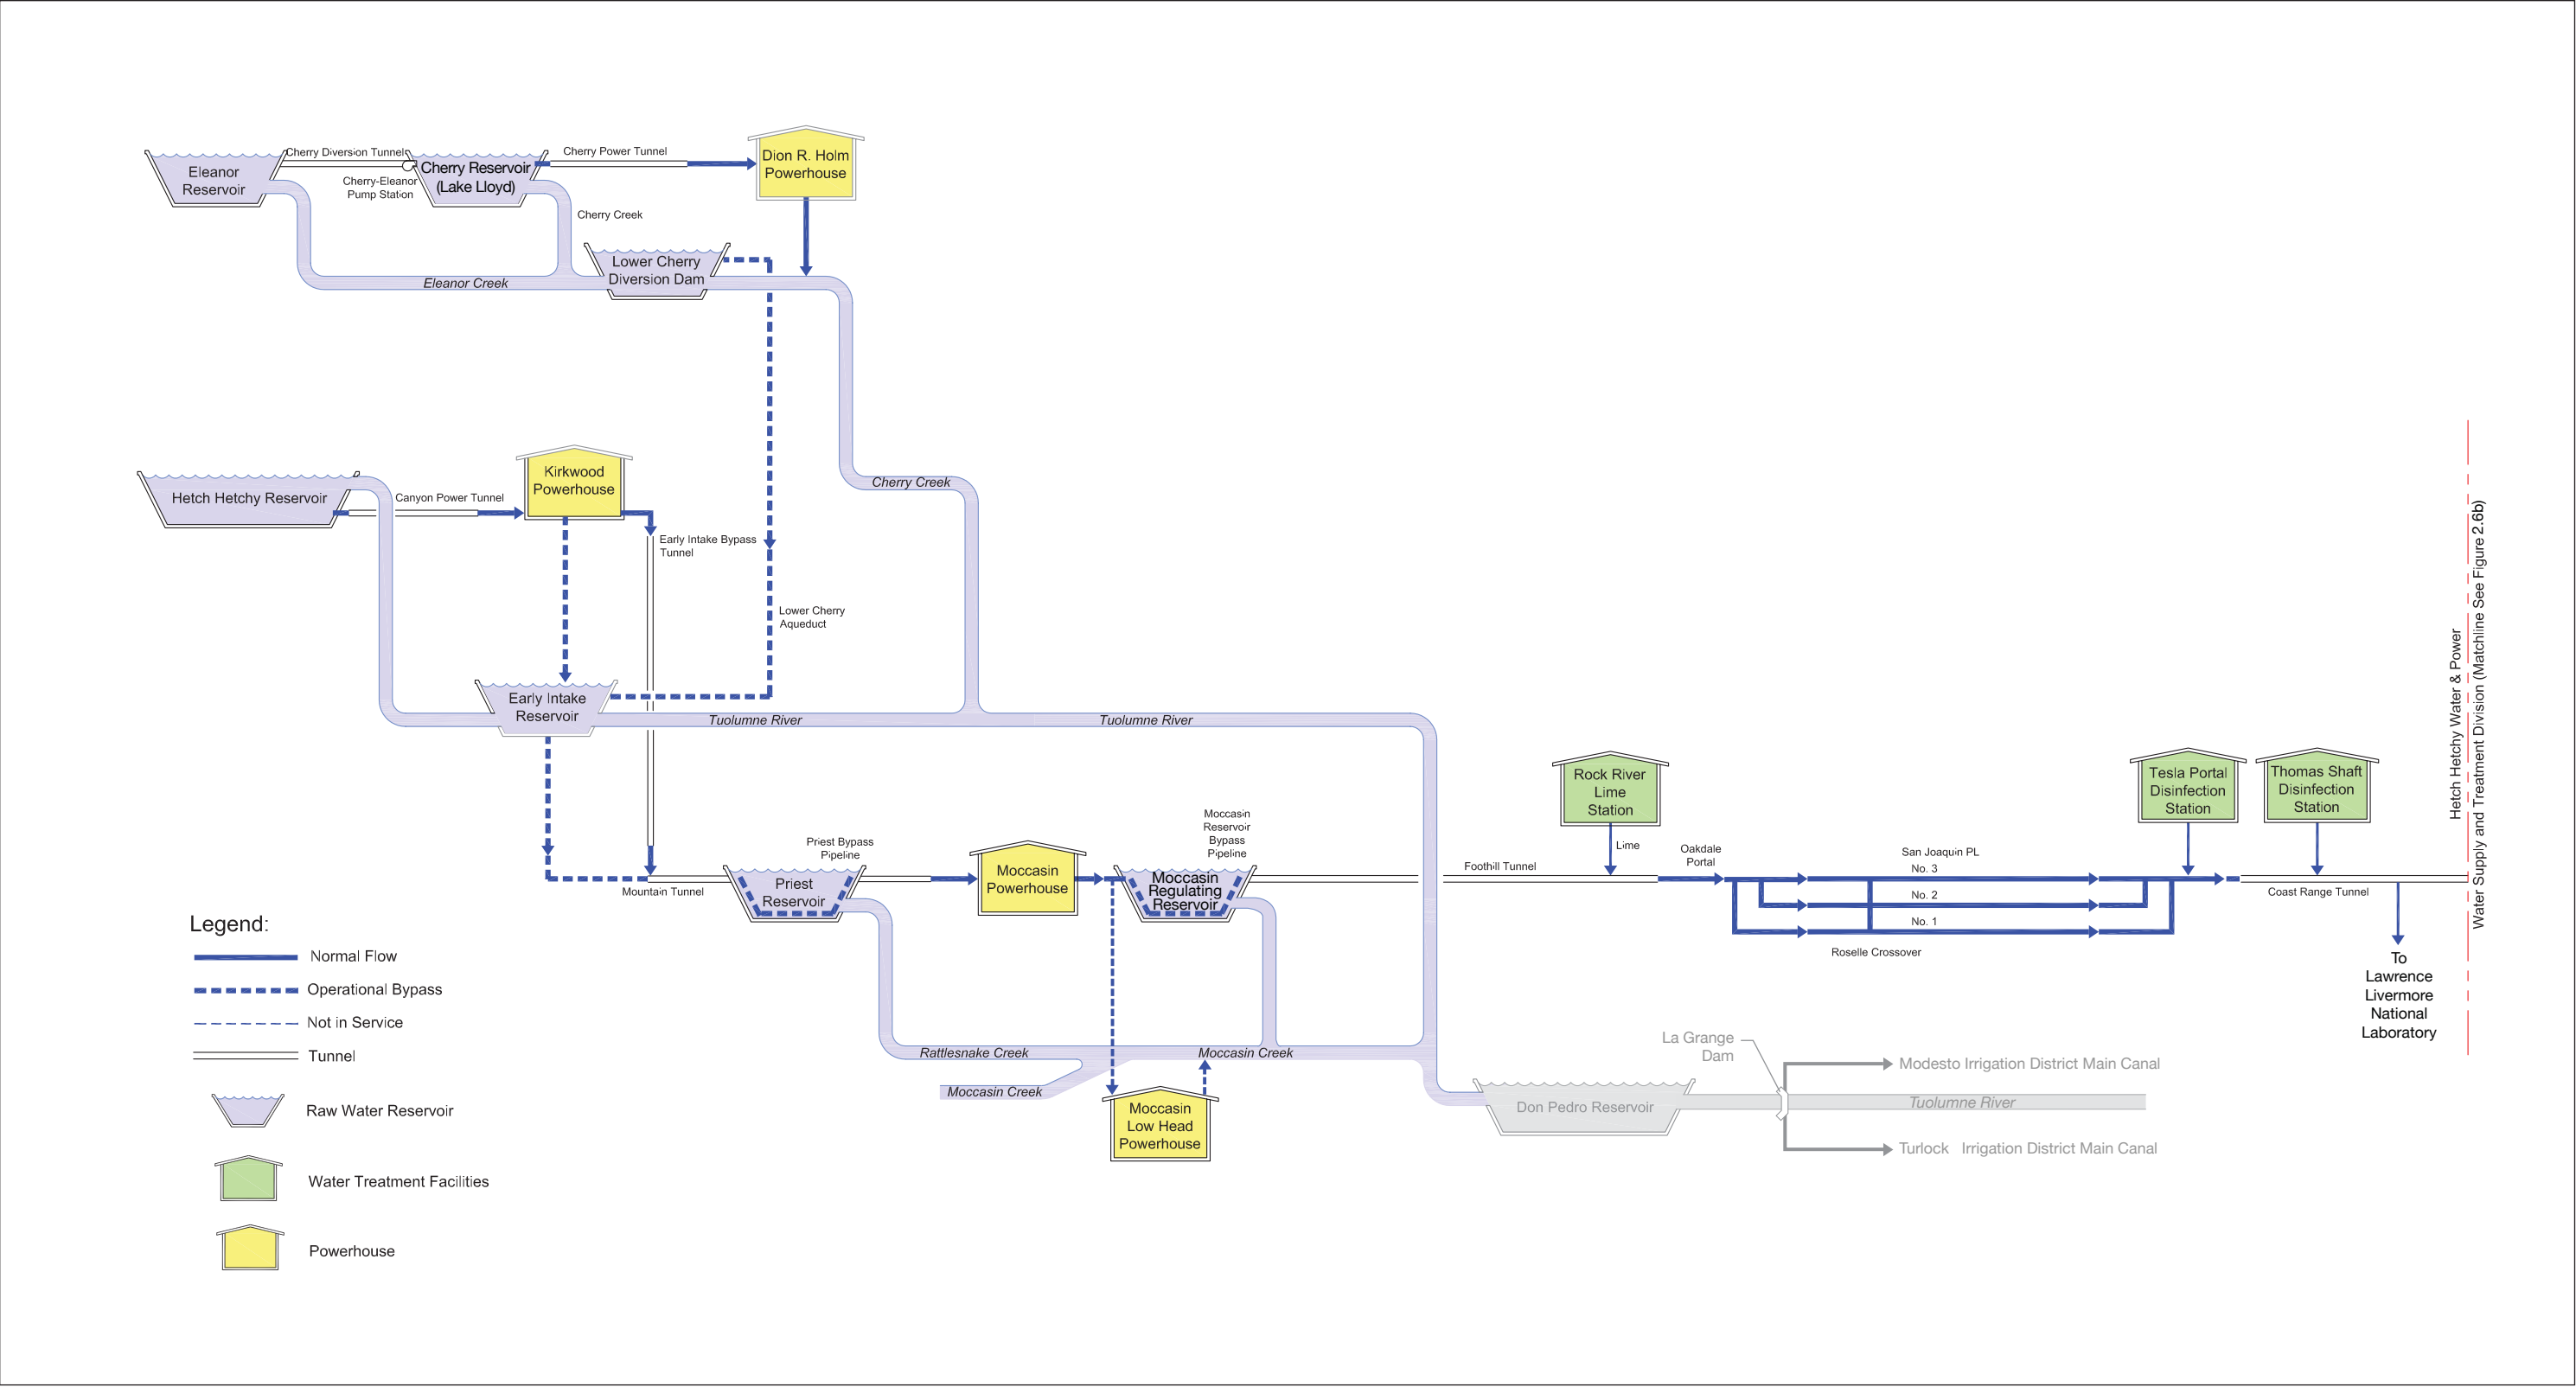 Cherry Diversion Tunnel
Cherry Power Tunnel
Dion R. Holm
Powerhouse
Eleanor
Reservoir
Cherry Reservoir
(Lake Lloyd)
Cherry-Eleanor
Pump Station
Cherry Creek
Lower Cherry
Diversion Dam
Eleanor Creek
Kirkwood
Powerhouse
Cherry Creek
Hetch Hetchy Reservoir
Canyon Power Tunnel
Early Intake Bypass
Tunnel
Lower Cherry
Aqueduct
Early Intake
Reservoir
Tuolumne River
Tuolumne River
Hetch Hetchy Water & Power
Water Supply and Treatment Division (Matchline See Figure 2.6b)
Rock River
Lime
Station
Tesla Portal
Disinfection
Station
Thomas Shaft
Disinfection
Station
Moccasin
Reservoir
Bypass
Pipeline
Priest Bypass
Pipeline
Lime
Oakdale
Portal
San Joaquin PL
No. 3
No. 2
No. 1
Roselle Crossover
Foothill Tunnel
Mountain Tunnel
Priest
Reservoir
Moccasin
Powerhouse
Moccasin
Regulating
Reservoir
Coast Range Tunnel
To
Lawrence
Livermore
National
Laboratory
Legend:
Normal Flow
Operational Bypass
Not in Service
Tunnel
Raw Water Reservoir
Water Treatment Facilities
Powerhouse
Rattlesnake Creek
Moccasin Creek
Moccasin Creek
Moccasin
Low Head
Powerhouse
La Grange
Dam
Modesto Irrigation District Main Canal
Don Pedro Reservoir
Tuolumne River
Turlock Irrigation District Main Canal